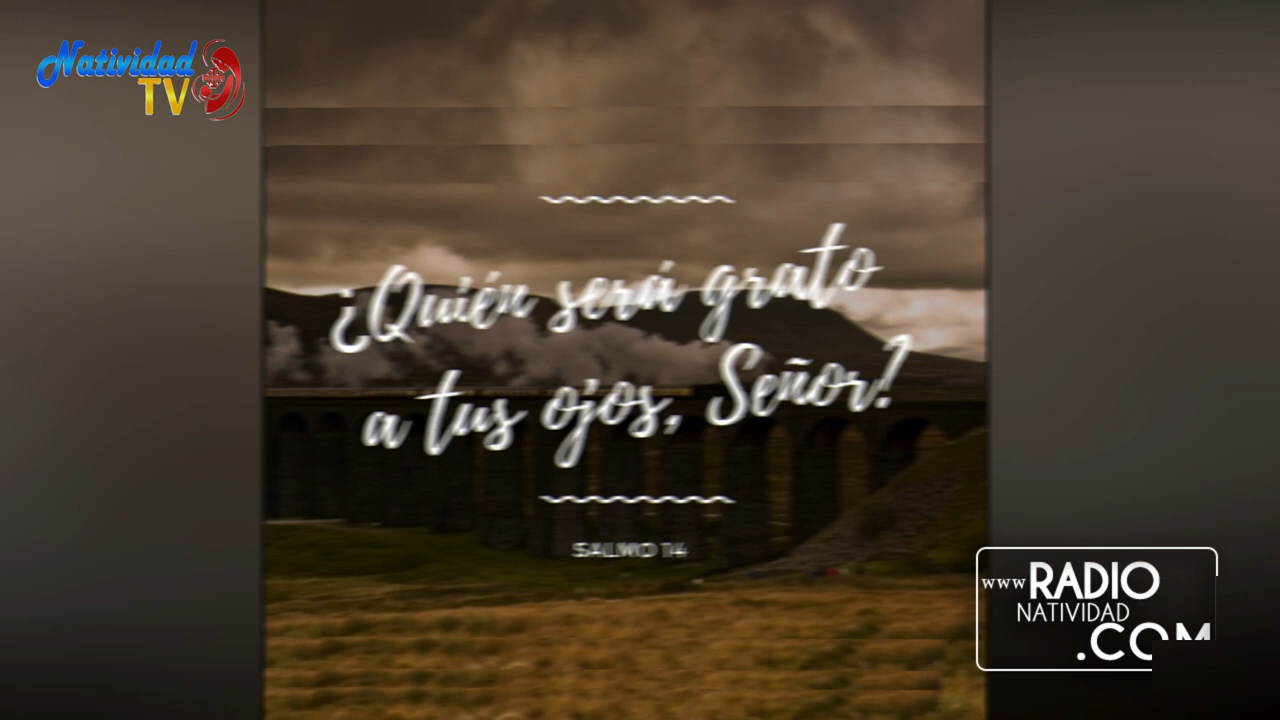 Natividad
TV
¿Quién será grato
a tus ojos, Señor?
SALMO 14
www RADIO
NATIVIDAD
.COM